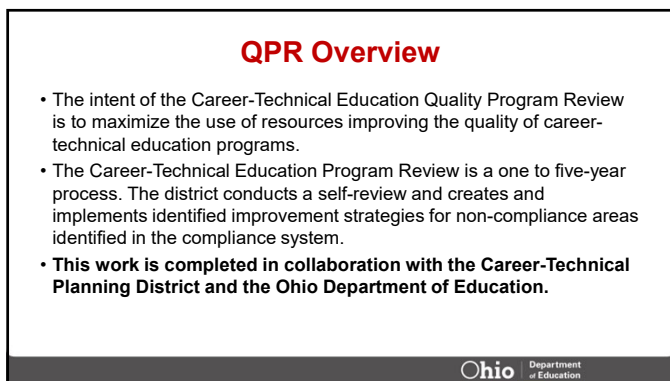 QPR Overview
• The intent of the Career-Technical Education Quality Program Review
is to maximize the use of resources improving the quality of career-
technical education programs.
• The Career-Technical Education Program Review is a one to five-year
process. The district conducts a self-review and creates and
implements identified improvement strategies for non-compliance areas
identified in the compliance system.
• This work is completed in collaboration with the Career-Technical
Planning District and the Ohio Department of Education.
Ohio | Department
of Education